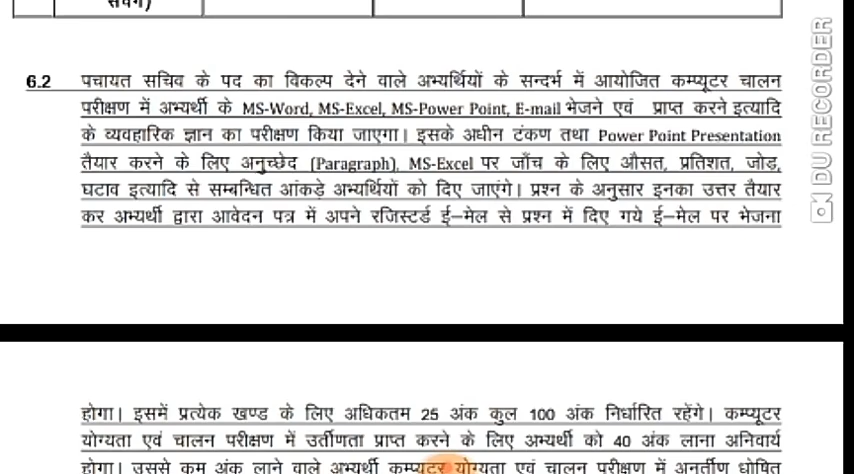 संवर्ग)
6.2 पचायत सचिव के पद का विकल्प देने वाले अभ्यर्थियों के सन्दर्भ में आयोजित कम्प्यूटर चालन
परीक्षण में अभ्यर्थी के MS-Word, MS-Excel, MS-Power Point, E-mail भेजने एवं प्राप्त करने इत्यादि
के व्यवहारिक ज्ञान का परीक्षण किया जाएगा। इसके अधीन टंकण तथा Power Point Presentation
तैयार करने के लिए अनुच्छेद (Paragraph), MS-Excel पर जाँच के लिए औसत, प्रतिशत, जोड़,
घटाव इत्यादि से सम्बन्धित आंकड़े अभ्यर्थियों को दिए जाएंगे। प्रश्न के अनुसार इनका उत्तर तैयार
कर अभ्यर्थी द्वारा आवेदन पत्र में अपने रजिस्टर्ड ई–मेल से प्रश्न में दिए गये ई–मेल पर भेजना
होगा। इसमें प्रत्येक खण्ड के लिए अधिकतम 25 अंक कुल 100 अंक निर्धारित रहेंगे। कम्प्यूटर
योग्यता एवं चालन परीक्षण में उर्तीणता प्राप्त करने के लिए अभ्यर्थी को 40 अंक लाना अनिवार्य
होगा। उससे कम अंक लाने वाले अभ्यर्थी कम्प्यूटर योग्यता एवं चालन परीक्षण में अनर्तीण घोषित
DU RECORDER